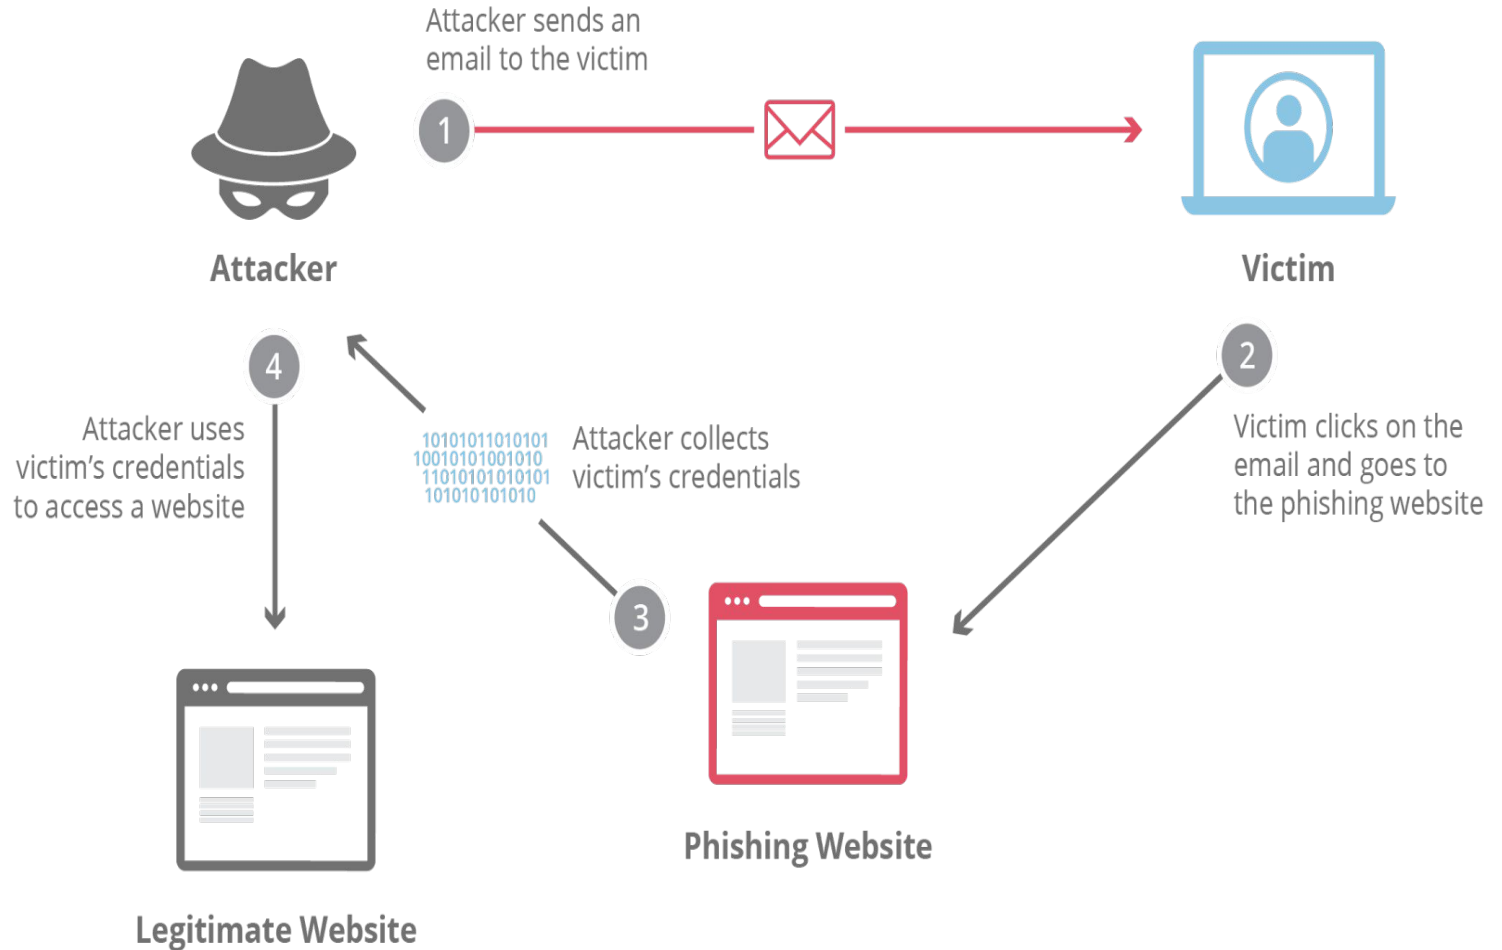 Attacker sends an
email to the victim
1
Attacker
Victim
2
Victim clicks on the
email and goes to
the phishing website
4
Attacker uses
victim's credentials
to access a website
10101011010101
10010101001010
11010101010101
101010101010
Attacker collects
victim's credentials
3
Phishing Website
Legitimate Website